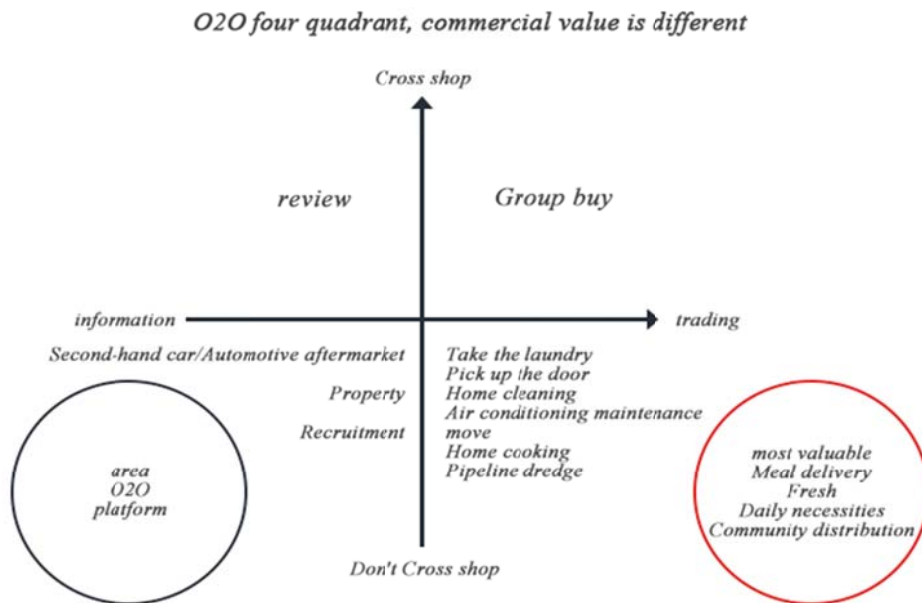 O2O four quadrant, commercial value is different
Cross shop
review
Group buy
information
trading
Second-hand car/Automotive aftermarket
Property
Recruitment
Take the laundry
Pick up the door
Home cleaning
Air conditioning maintenance
move
Home cooking
Pipeline dredge
area
O2O
platform
most valuable
Meal delivery
Fresh
Daily necessities
Community distribution
Don't Cross shop